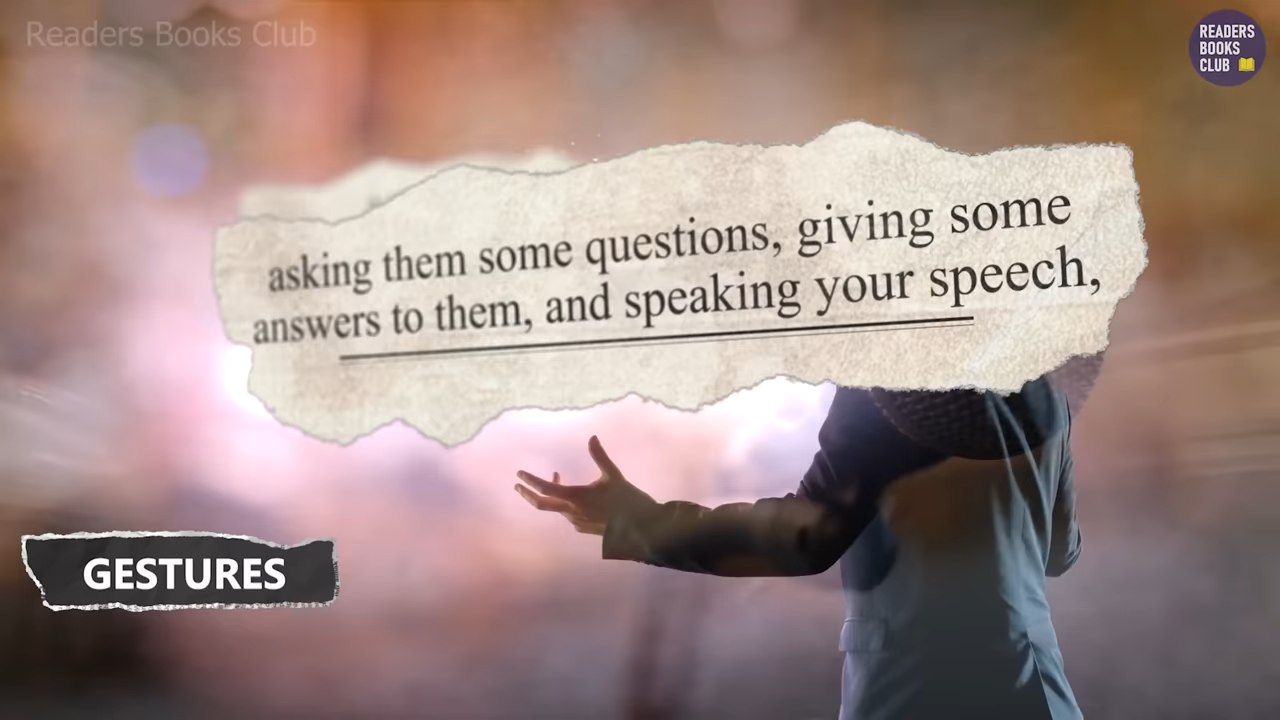 Readers Books Club
READERS
BOOKS
CLUB
asking them some questions, giving some
answers to them, and speaking your speech,
GESTURES